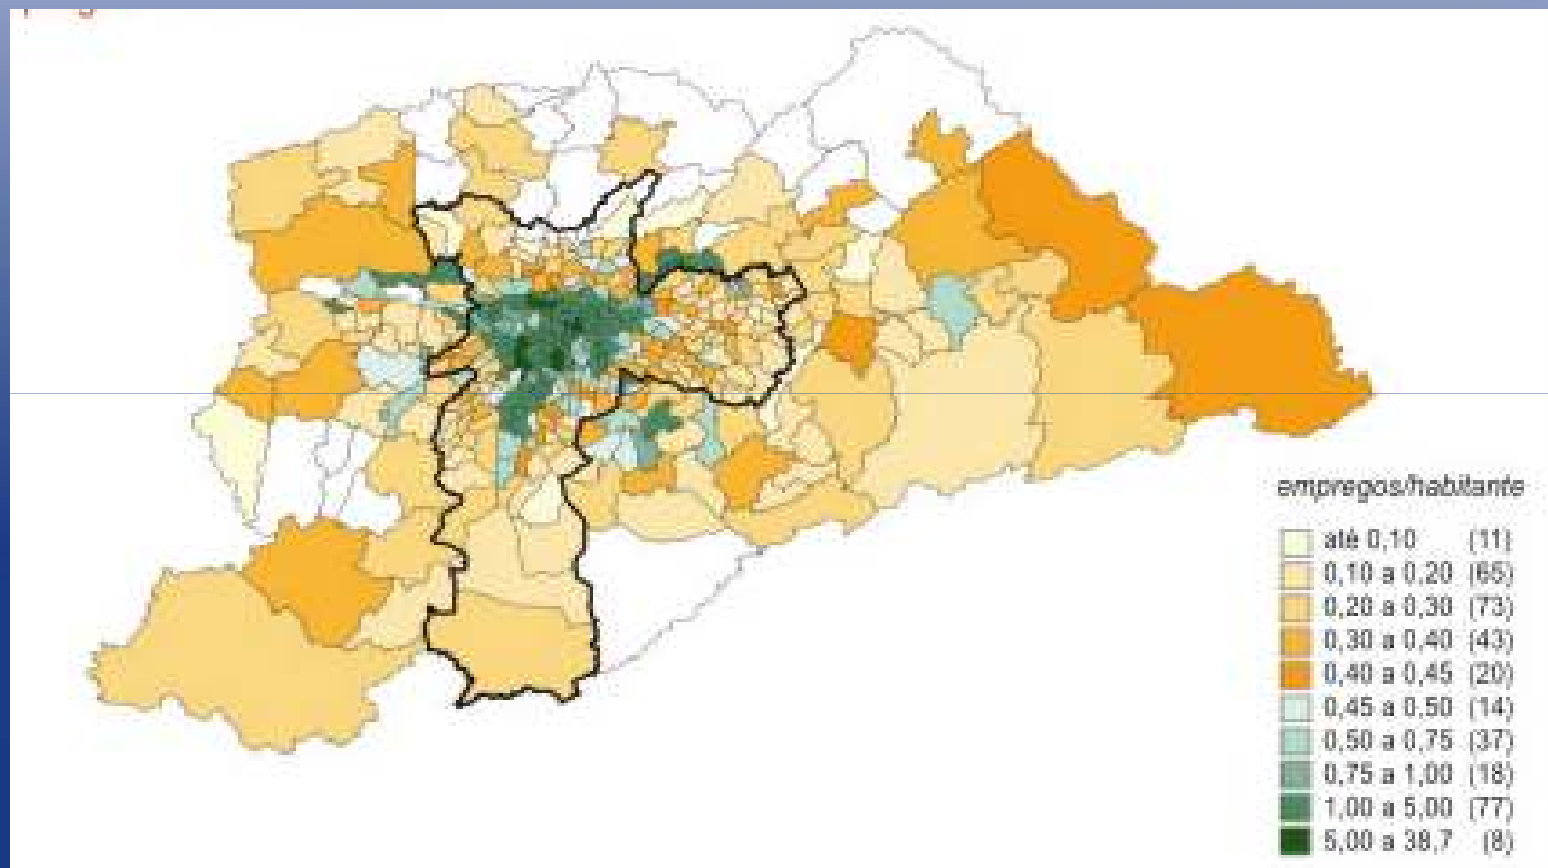 empregos/habitante
até 0,10 (11)
0,10 a 0,20 (65)
0,20 a 0,30 (73)
0,30 a 0,40 (43)
0,40 a 0,45 (20)
0,45 a 0,50 (14)
0,50 a 0,75 (37)
0,75 a 1,00 (18)
1,00 a 5,00 (77)
5,00 a 38,7 (8)